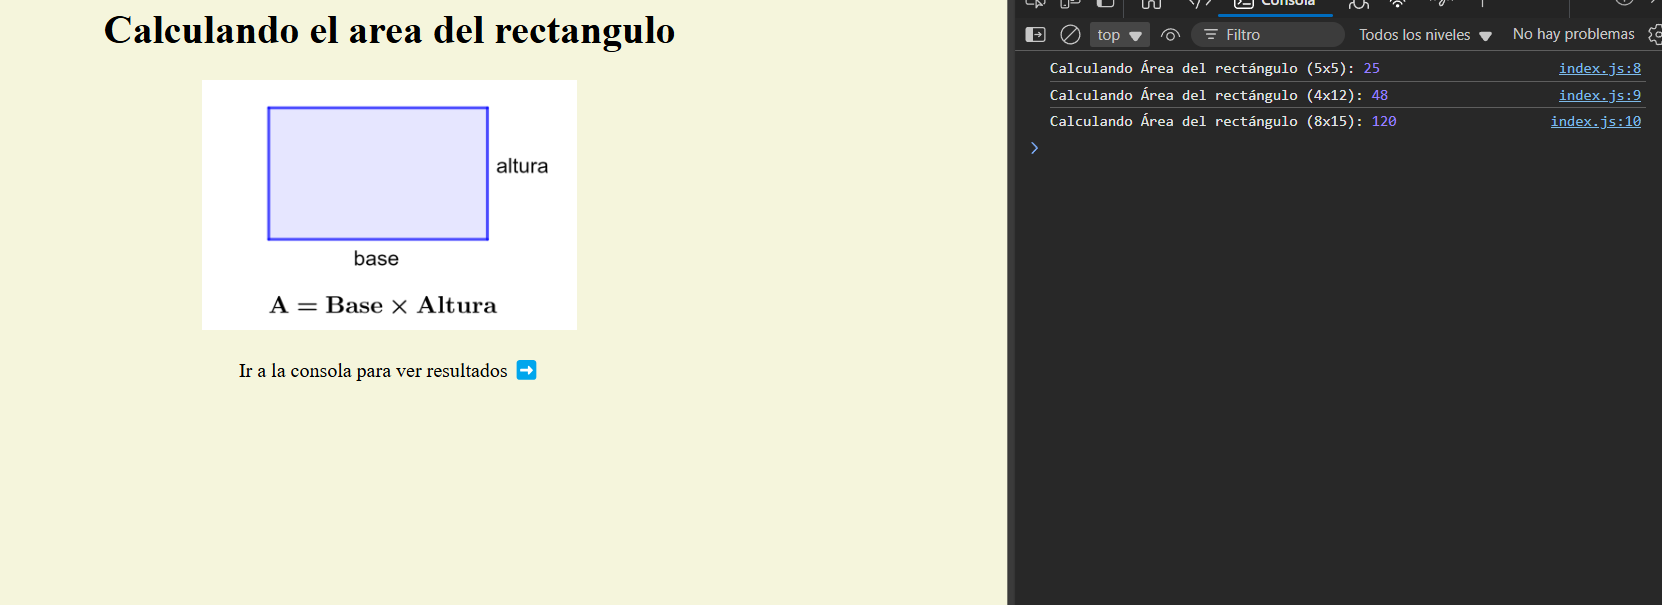 Calculando el area del rectangulo
altura
base
A = Base × Altura
Ir a la consola para ver resultados ➡️
Consola
top ▼ Filtro Todos los niveles ▼ No hay problemas
Calculando Área del rectángulo (5x5): 25 index.js:8
Calculando Área del rectángulo (4x12): 48 index.js:9
Calculando Área del rectángulo (8x15): 120 index.js:10
>